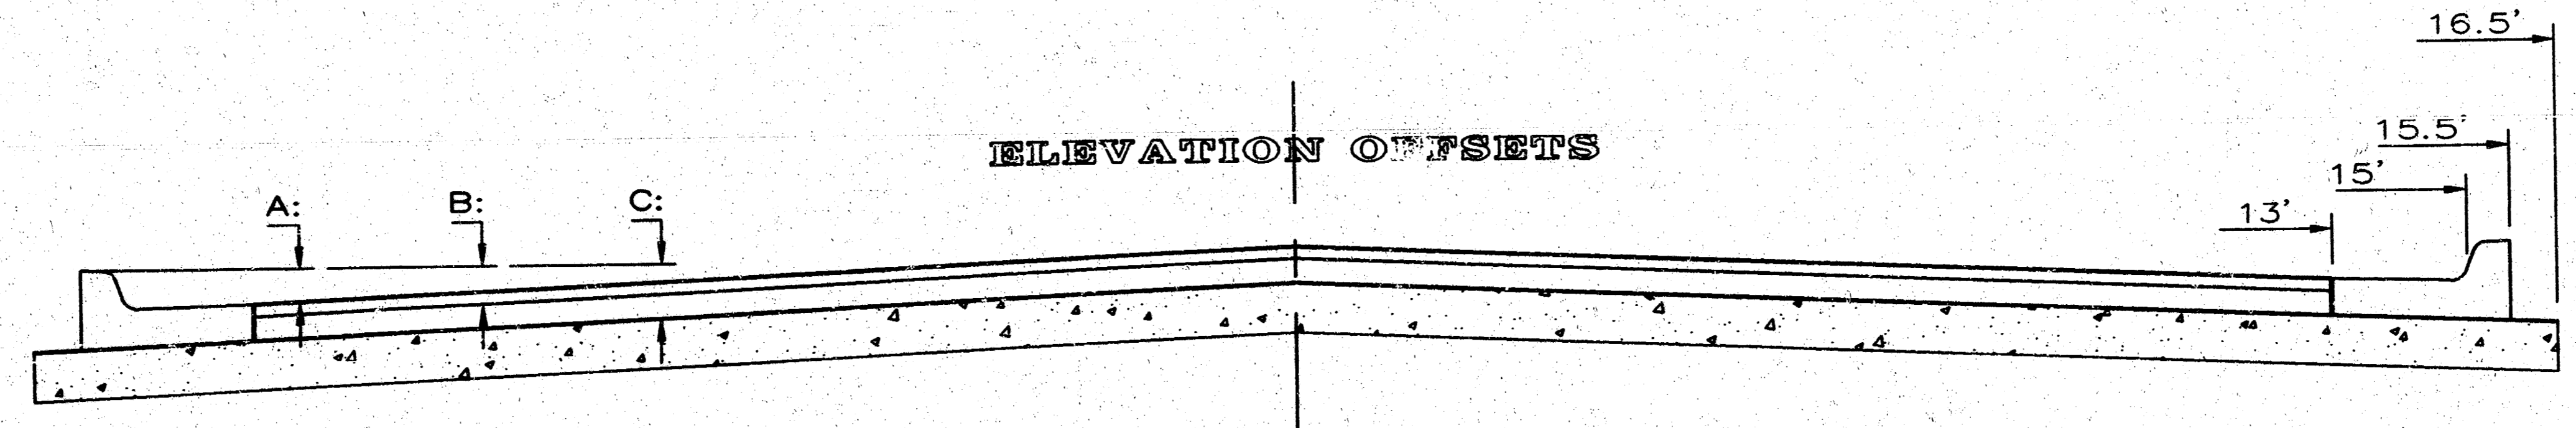 16.5'
ELEVATION OFFSETS
15.5'
15'
A:
B:
C:
13'